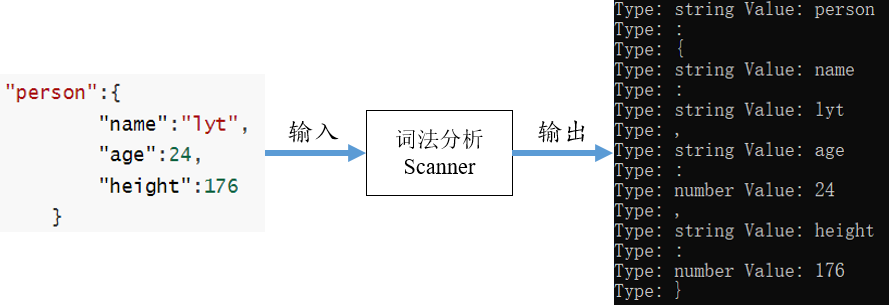 "person":{
"name":"lyt",
"age":24,
"height":176
}
输入
词法分析
Scanner
输出
Type: string Value: person
Type: :
Type: {
Type: string Value: name
Type: :
Type: string Value: lyt
Type: ,
Type: string Value: age
Type: :
Type: number Value: 24
Type: ,
Type: string Value: height
Type: :
Type: number Value: 176
Type: }